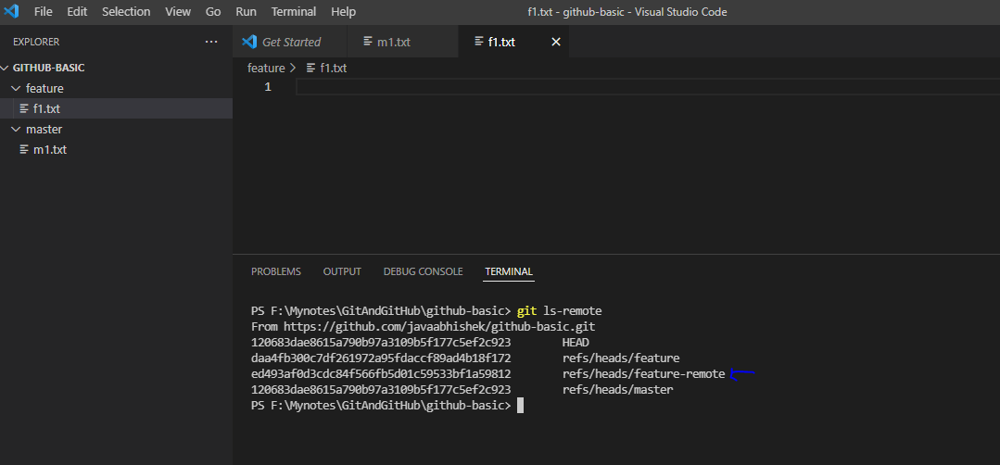 File Edit Selection View Go Run Terminal Help f1.txt - github-basic - Visual Studio Code
EXPLORER ···
Get Started m1.txt f1.txt
GITHUB-BASIC
feature > f1.txt
feature
1
f1.txt
master
m1.txt
PROBLEMS OUTPUT DEBUG CONSOLE TERMINAL
PS F:\Mynotes\GitAndGitHub\github-basic> git ls-remote
From https://github.com/javaabhishek/github-basic.git
120683dae8615a790b97a3109b5f177c5ef2c923 HEAD
daa4fb300c7df261972a95fdaccf89ad4b18f172 refs/heads/feature
ed493af0d3cdc84f566fb5d01c59533bf1a59812 refs/heads/feature-remote
120683dae8615a790b97a3109b5f177c5ef2c923 refs/heads/master
PS F:\Mynotes\GitAndGitHub\github-basic>